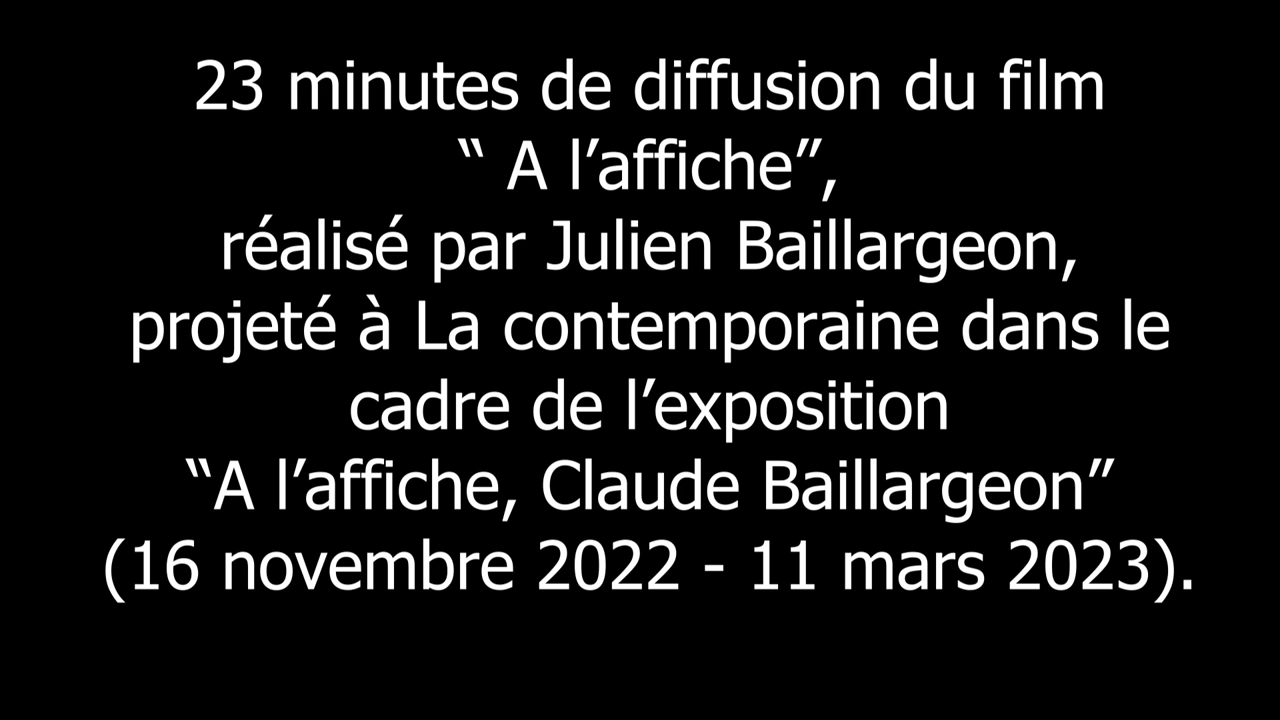 23 minutes de diffusion du film
“ A l’affiche”,
réalisé par Julien Baillargeon,
projeté à La contemporaine dans le
cadre de l’exposition
“A l’affiche, Claude Baillargeon”
(16 novembre 2022 - 11 mars 2023).